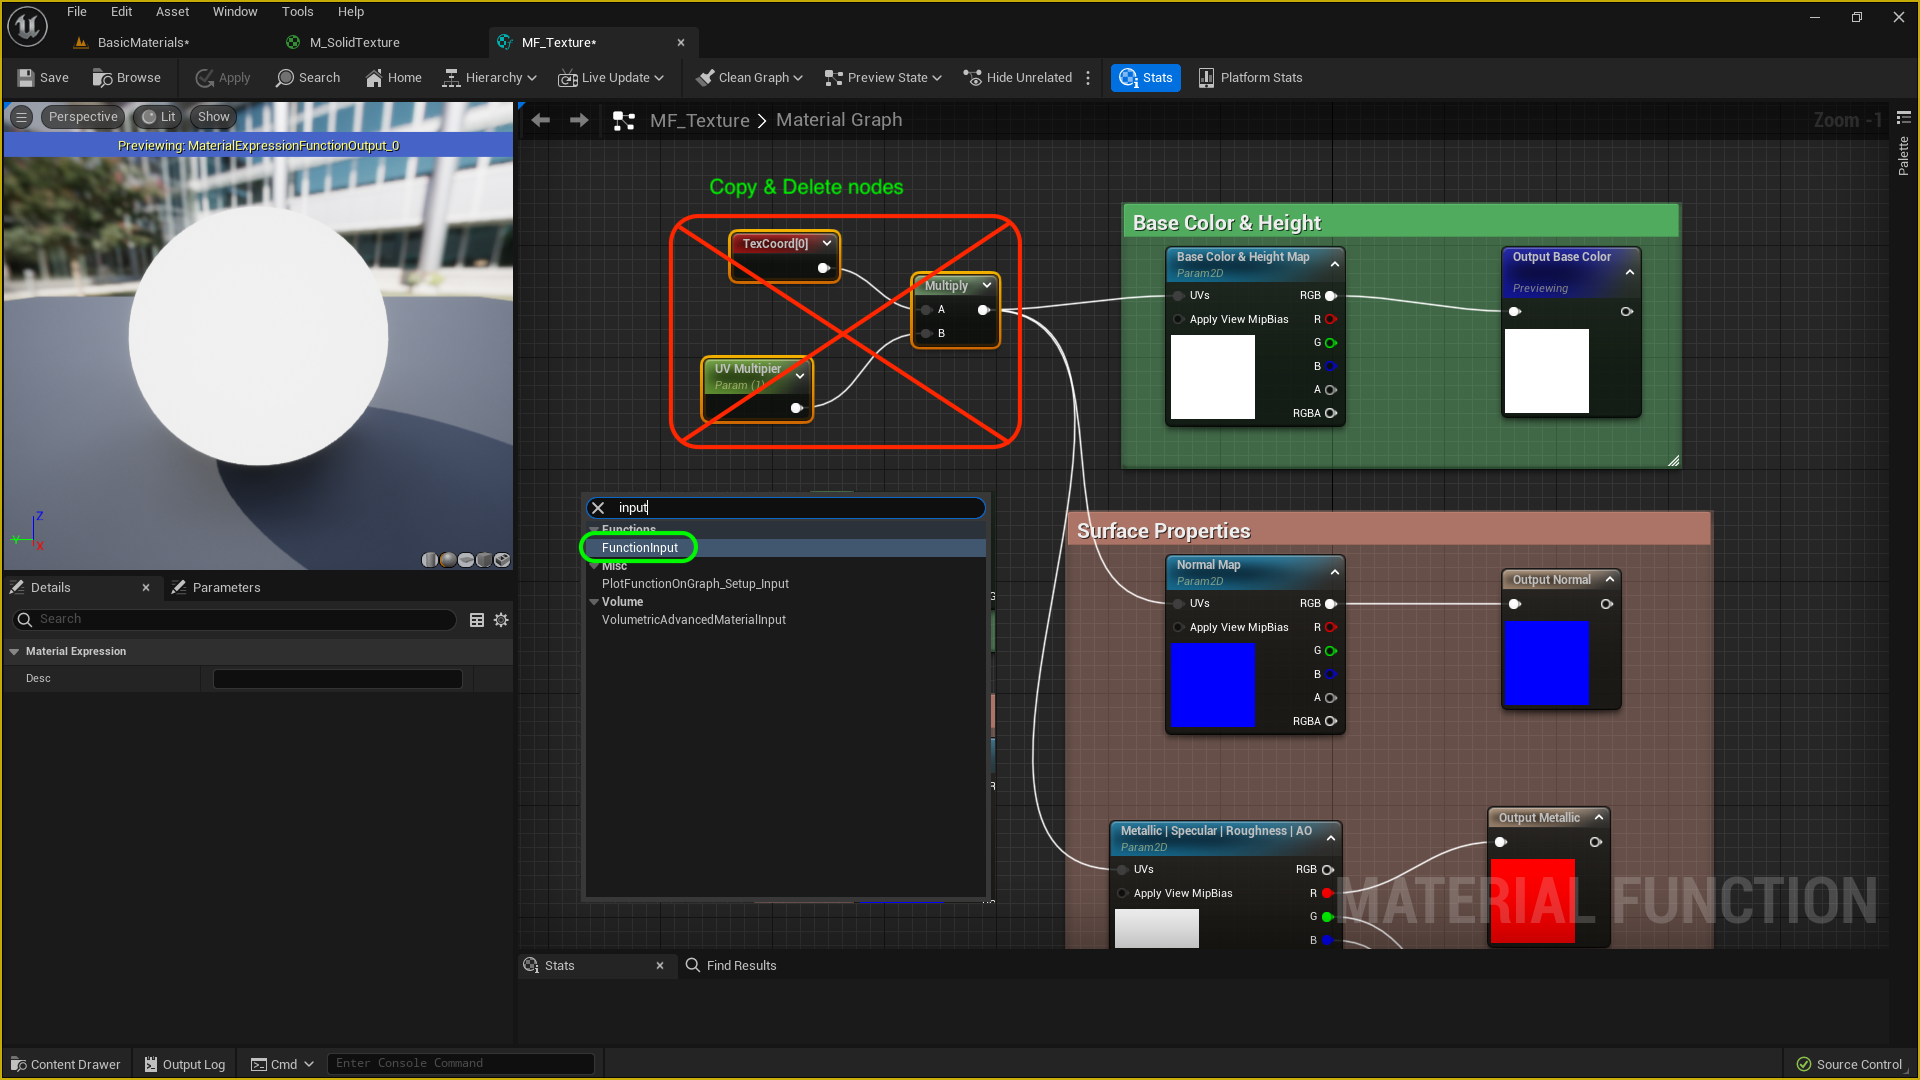 File Edit Asset Window Tools Help
BasicMaterials* M_SolidTexture MF_Texture*
Save Browse Apply Search Home Hierarchy Live Update Clean Graph Preview State Hide Unrelated Stats Platform Stats
Perspective Lit Show
Previewing: MaterialExpressionFunctionOutput_0
MF_Texture > Material Graph
Zoom -1
Palette
Copy & Delete nodes
TexCoord[0]
Multiply
A
B
UV Multipier
Param (1)
Base Color & Height
Base Color & Height Map
Param2D
UVs RGB
Apply View MipBias R
G
B
A
RGBA
Output Base Color
Previewing
input
Functions
FunctionInput
Misc
PlotFunctionOnGraph_Setup_Input
Volume
VolumetricAdvancedMaterialInput
Surface Properties
Normal Map
Param2D
UVs RGB
Apply View MipBias R
G
B
A
RGBA
Output Normal
Metallic | Specular | Roughness | AO
Param2D
UVs RGB
Apply View MipBias R
G
B
Output Metallic
MATERIAL FUNCTION
Z
Y
X
Details Parameters
Search
Material Expression
Desc
Stats Find Results
Content Drawer Output Log Cmd Enter Console Command Source Control